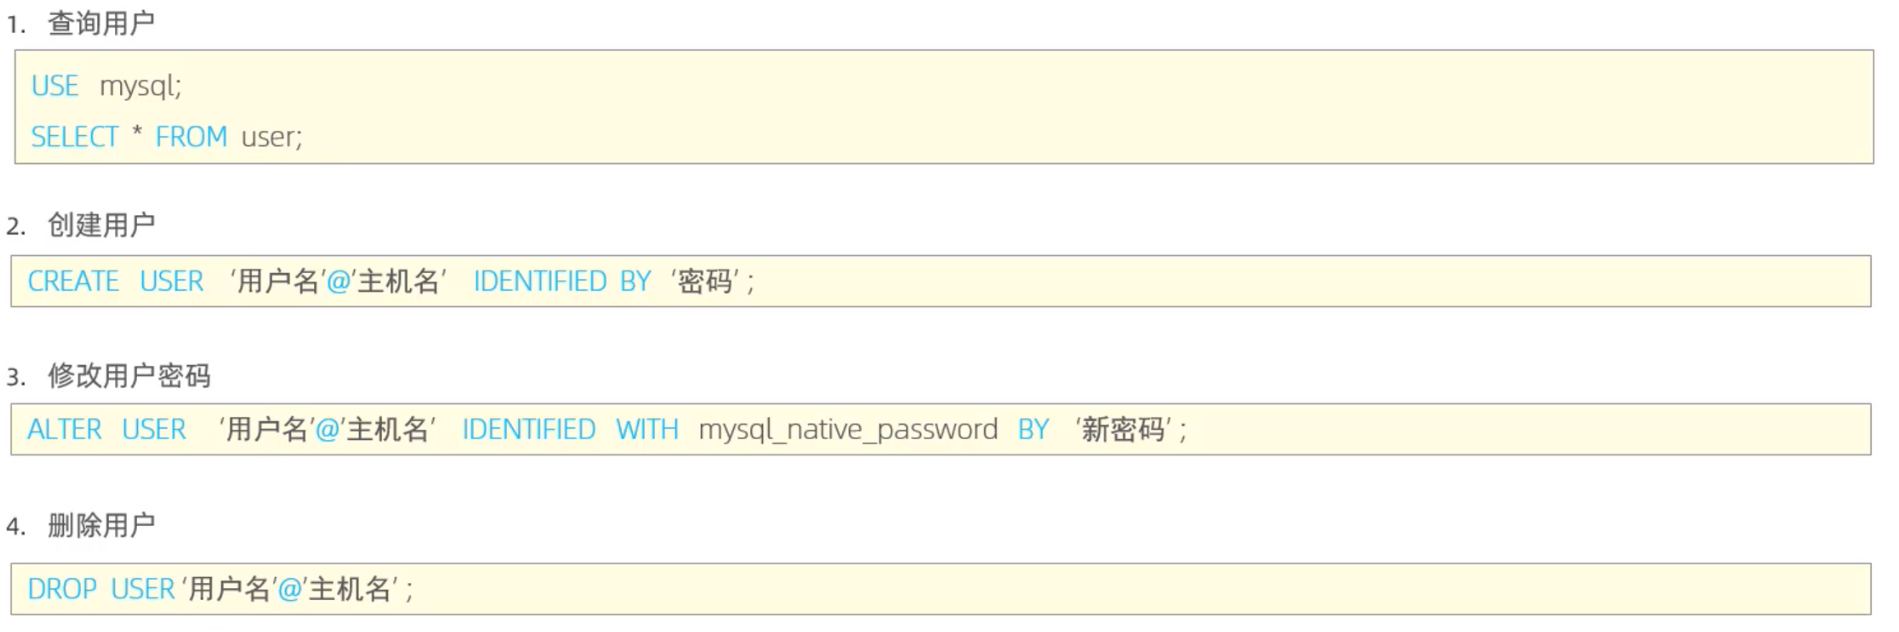 1. 查询用户
USE mysql;
SELECT * FROM user;
2. 创建用户
CREATE USER ‘用户名’@’主机名’ IDENTIFIED BY ‘密码’ ;
3. 修改用户密码
ALTER USER ‘用户名’@’主机名’ IDENTIFIED WITH mysql_native_password BY ‘新密码’ ;
4. 删除用户
DROP USER ‘用户名’@’主机名’ ;